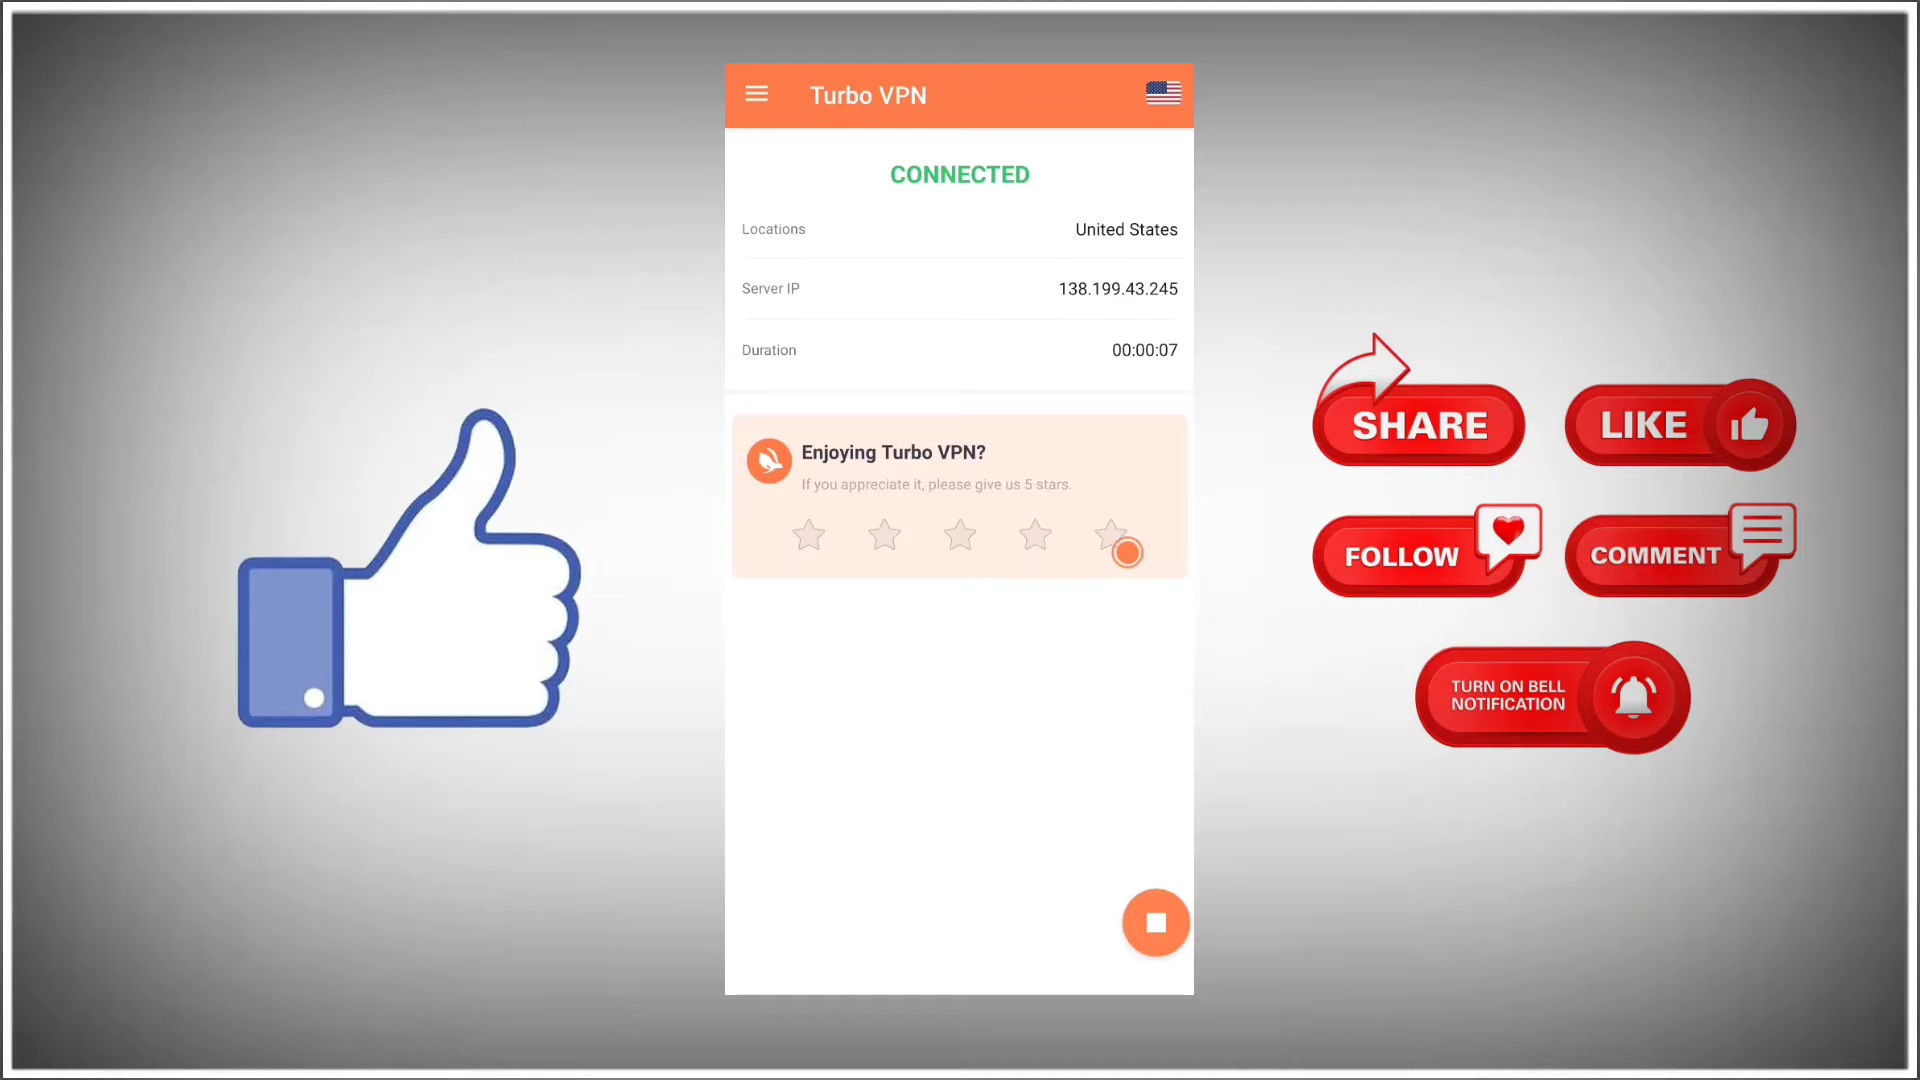 Turbo VPN
CONNECTED
Locations United States
Server IP 138.199.43.245
Duration 00:00:07
Enjoying Turbo VPN?
If you appreciate it, please give us 5 stars.
SHARE
LIKE
FOLLOW
COMMENT
TURN ON BELL
NOTIFICATION